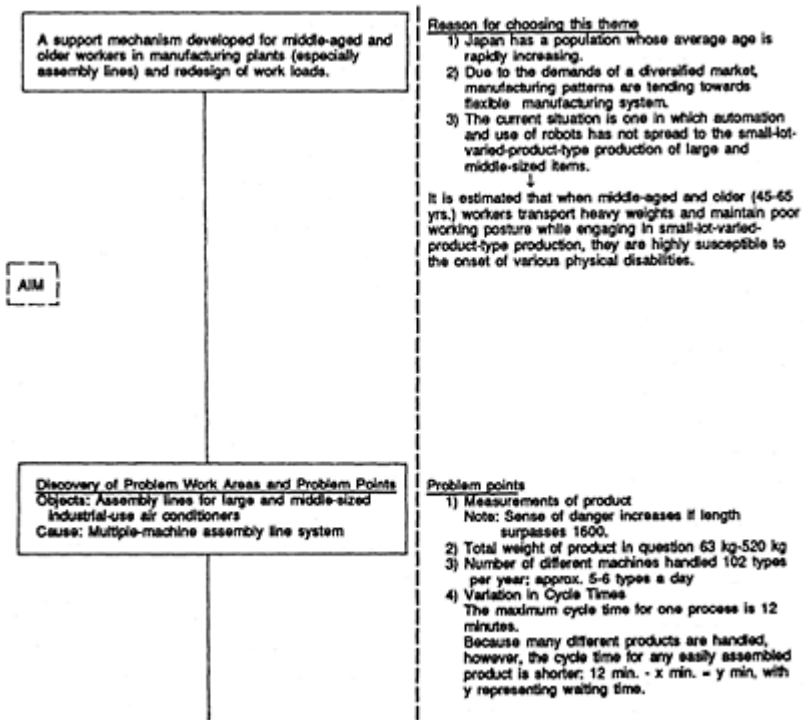 A support mechanism developed for middle-aged and
older workers in manufacturing plants (especially
assembly lines) and redesign of work loads.
Reason for choosing this theme
1) Japan has a population whose average age is
rapidly increasing.
2) Due to the demands of a diversified market,
manufacturing patterns are tending towards
flexible manufacturing system.
3) The current situation is one in which automation
and use of robots has not spread to the small-lot-
varied-product-type production of large and
middle-sized items.
↓
It is estimated that when middle-aged and older (45-65
yrs.) workers transport heavy weights and maintain poor
working posture while engaging in small-lot-varied-
product-type production, they are highly susceptible to
the onset of various physical disabilities.
AIM
Discovery of Problem Work Areas and Problem Points
Objects: Assembly lines for large and middle-sized
industrial-use air conditioners
Cause: Multiple-machine assembly line system
Problem points
1) Measurements of product
Note: Sense of danger increases if length
surpasses 1600.
2) Total weight of product in question 63 kg-520 kg
3) Number of different machines handled 102 types
per year; approx. 5-6 types a day
4) Variation in Cycle Times
The maximum cycle time for one process is 12
minutes.
Because many different products are handled,
however, the cycle time for any easily assembled
product is shorter; 12 min. - x min. = y min, with
y representing waiting time.